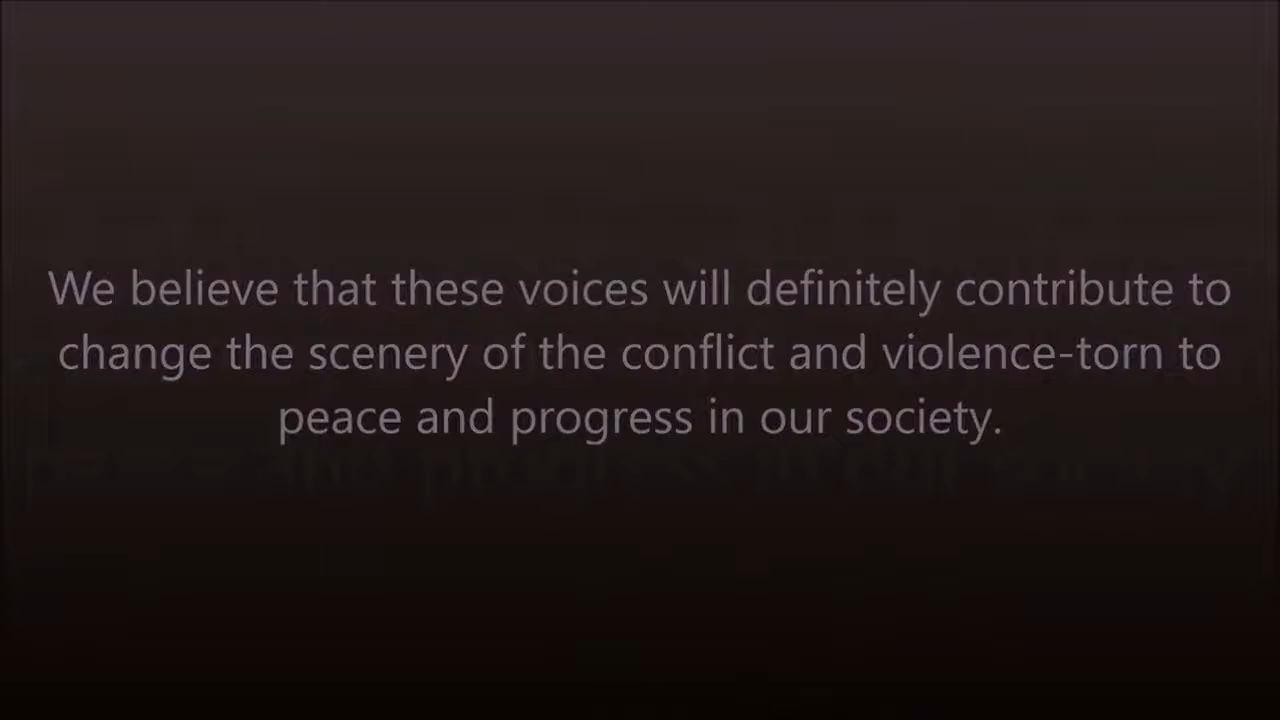 We believe that these voices will definitely contribute to
change the scenery of the conflict and violence-torn to
peace and progress in our society.